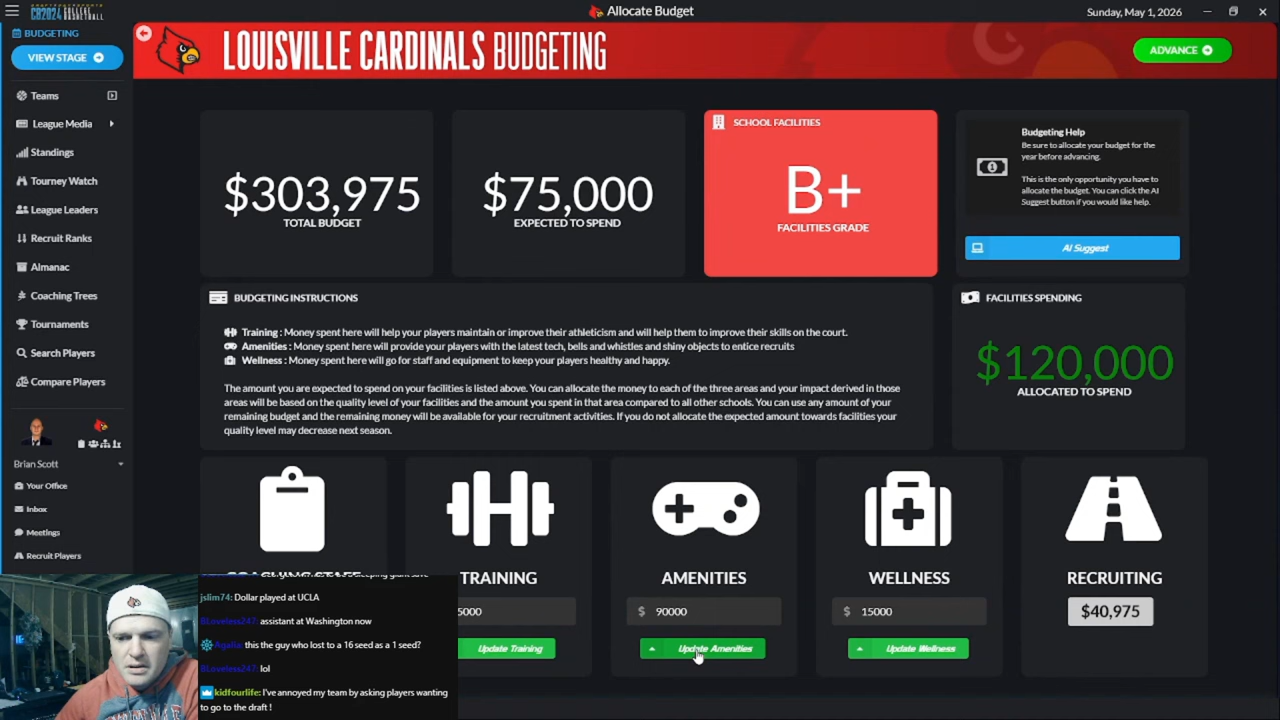 DRAFT DAY SPORTS
CB2024 COLLEGE BASKETBALL
Allocate Budget
Sunday, May 1, 2026
BUDGETING
VIEW STAGE
LOUISVILLE CARDINALS BUDGETING
ADVANCE
Teams
League Media
Standings
Tourney Watch
League Leaders
Recruit Ranks
Almanac
Coaching Trees
Tournaments
Search Players
Compare Players
Brian Scott
Your Office
Inbox
Meetings
Recruit Players
$303,975
TOTAL BUDGET
$75,000
EXPECTED TO SPEND
SCHOOL FACILITIES
B+
FACILITIES GRADE
Budgeting Help
Be sure to allocate your budget for the
year before advancing.
This is the only opportunity you have to
allocate the budget. You can click the AI
Suggest button if you would like help.
AI Suggest
BUDGETING INSTRUCTIONS
Training : Money spent here will help your players maintain or improve their athleticism and will help them to improve their skills on the court.
Amenities : Money spent here will provide your players with the latest tech, bells and whistles and shiny objects to entice recruits
Wellness : Money spent here will go for staff and equipment to keep your players healthy and happy.
The amount you are expected to spend on your facilities is listed above. You can allocate the money to each of the three areas and your impact derived in those
areas will be based on the quality level of your facilities and the amount you spent in that area compared to all other schools. You can use any amount of your
remaining budget and the remaining money will be available for your recruitment activities. If you do not allocate the expected amount towards facilities your
quality level may decrease next season.
FACILITIES SPENDING
$120,000
ALLOCATED TO SPEND
TRAINING
5000
Update Training
AMENITIES
$ 90000
Update Amenities
WELLNESS
$ 15000
Update Wellness
RECRUITING
$40,975
jslim74: Dollar played at UCLA
BLoveless247: assistant at Washington now
Agalia: this the guy who lost to a 16 seed as a 1 seed?
BLoveless247: lol
kidfourlife: I've annoyed my team by asking players wanting
to go to the draft !